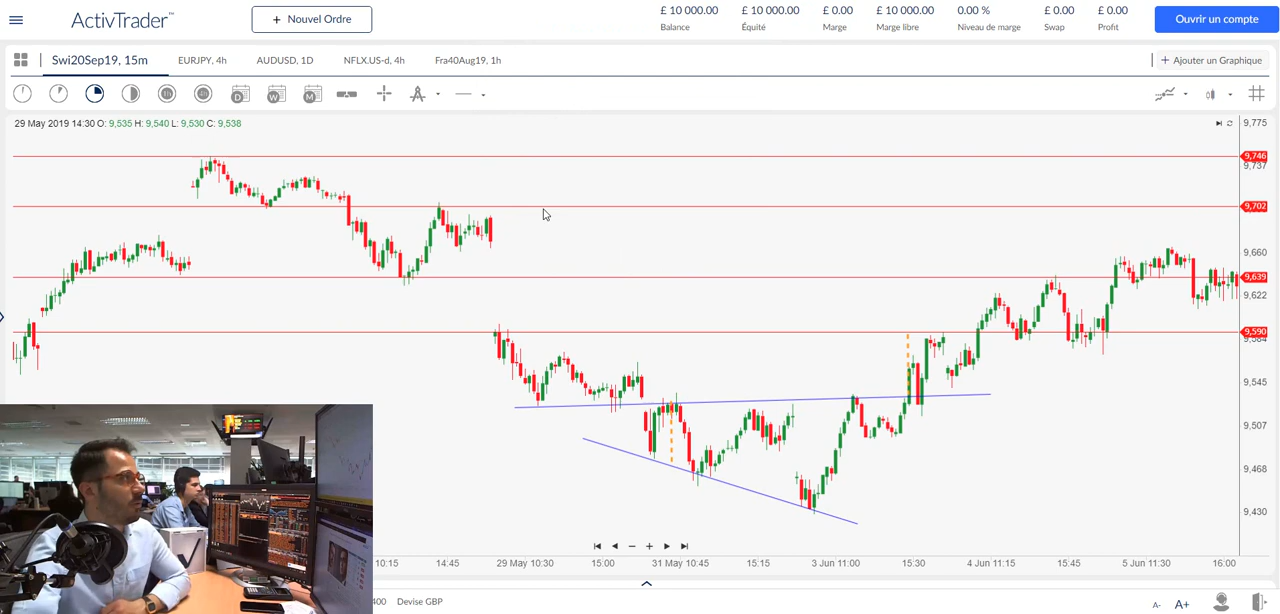 ActivTrader™
+ Nouvel Ordre
£ 10 000.00 £ 10 000.00 £ 0.00 £ 10 000.00 0.00 % £ 0.00 £ 0.00
Balance Équité Marge Marge libre Niveau de marge Swap Profit
Ouvrir un compte
Swi20Sep19, 15m EURJPY, 4h AUDUSD, 1D NFLX.US-d, 4h Fra40Aug19, 1h
+ Ajouter un Graphique
1h 4h D W M
29 May 2019 14:30 O: 9,535 H: 9,540 L: 9,530 C: 9,538
9,775
9,746
9,737
9,702
9,660
9,639
9,622
9,590
9,584
9,545
9,507
9,468
9,430
10:15 14:45 29 May 10:30 15:00 31 May 10:45 15:15 3 Jun 11:00 15:30 4 Jun 11:15 15:45 5 Jun 11:30 16:00
400 Devise GBP
A- A+